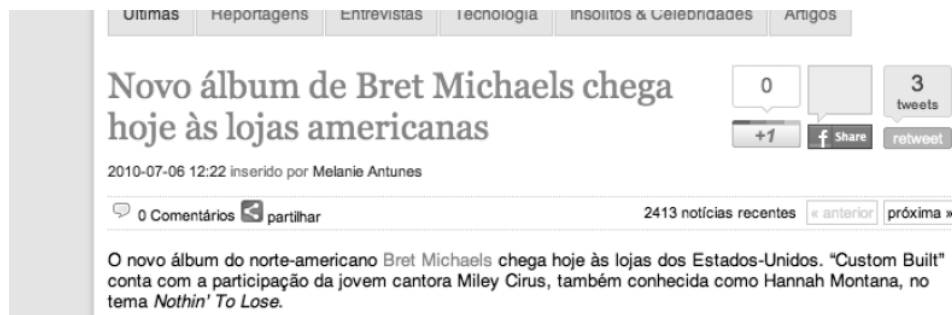 Últimas Reportagens Entrevistas Tecnologia Insólitos & Celebridades Artigos
Novo álbum de Bret Michaels chega
hoje às lojas americanas
0
3
tweets
+1
f Share
retweet
2010-07-06 12:22 inserido por Melanie Antunes
0 Comentários partilhar
2413 notícias recentes « anterior próxima »
O novo álbum do norte-americano Bret Michaels chega hoje às lojas dos Estados-Unidos. “Custom Built”
conta com a participação da jovem cantora Miley Cirus, também conhecida como Hannah Montana, no
tema Nothin' To Lose.